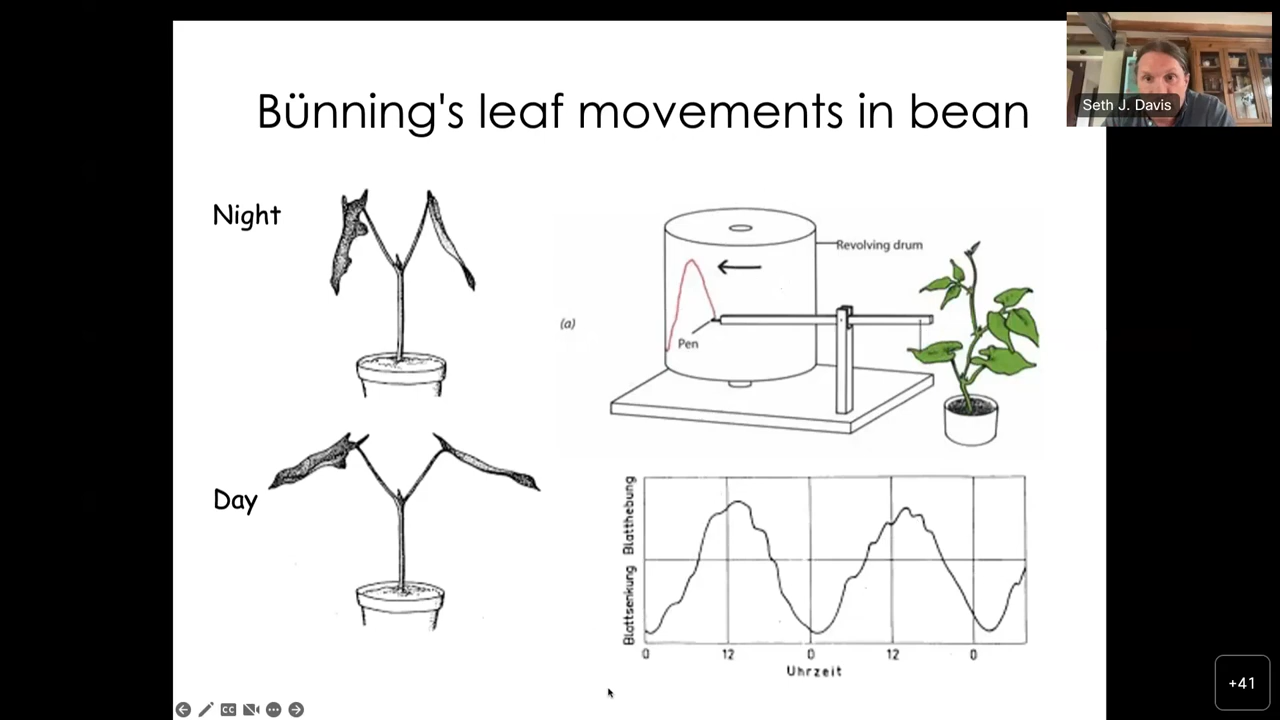 Bünning's leaf movements in bean
Seth J. Davis
Night
Day
Revolving drum
(a)
Pen
Blattsenkung Blatthebung
0 12 0 12 0
Uhrzeit
CC
+41